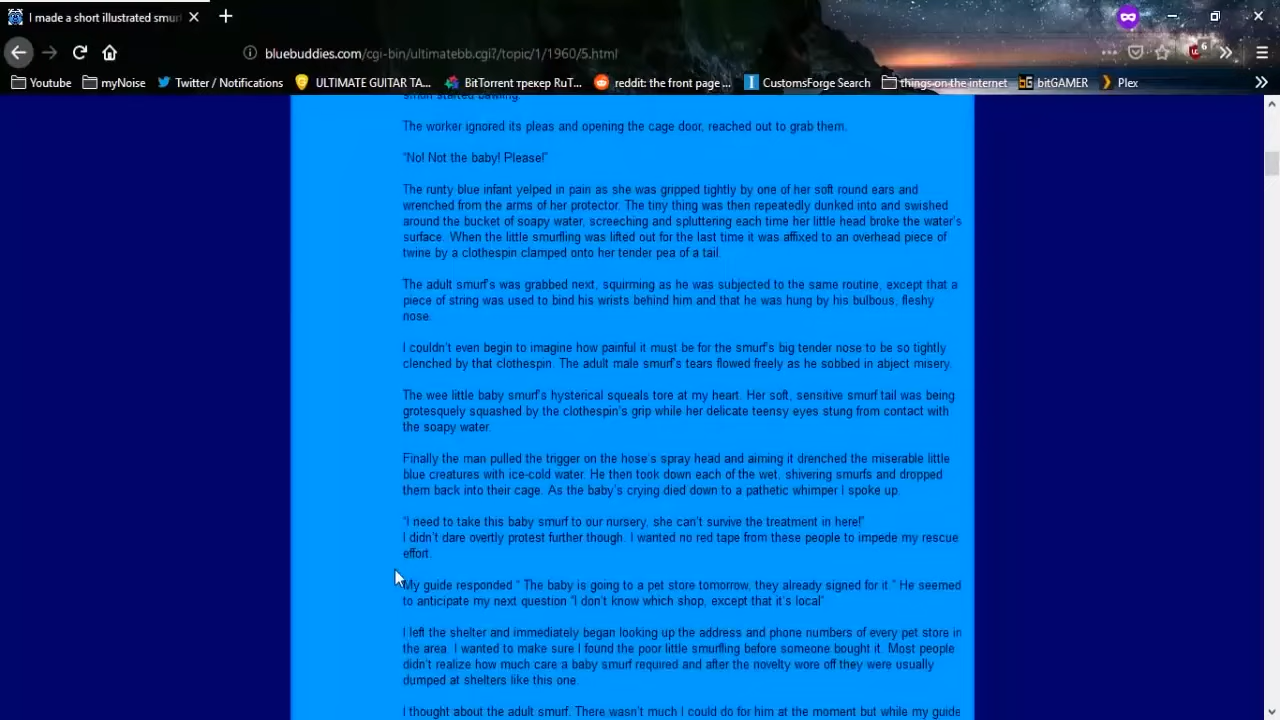 I made a short illustrated smurf
bluebuddies.com/cgi-bin/ultimatebb.cgi?/topic/1/1960/5.html
6
Youtube
myNoise
Twitter / Notifications
ULTIMATE GUITAR TA...
BitTorrent трекер RuT...
reddit: the front page ...
CustomsForge Search
things-on-the internet
bitGAMER
Plex
smurf started bawling.
The worker ignored its pleas and opening the cage door, reached out to grab them.
“No! Not the baby! Please!”
The runty blue infant yelped in pain as she was gripped tightly by one of her soft round ears and
wrenched from the arms of her protector. The tiny thing was then repeatedly dunked into and swished
around the bucket of soapy water, screeching and spluttering each time her little head broke the water’s
surface. When the little smurfling was lifted out for the last time it was affixed to an overhead piece of
twine by a clothespin clamped onto her tender pea of a tail.
The adult smurf’s was grabbed next, squirming as he was subjected to the same routine, except that a
piece of string was used to bind his wrists behind him and that he was hung by his bulbous, fleshy
nose.
I couldn’t even begin to imagine how painful it must be for the smurf’s big tender nose to be so tightly
clenched by that clothespin. The adult male smurf’s tears flowed freely as he sobbed in abject misery.
The wee little baby smurf’s hysterical squeals tore at my heart. Her soft, sensitive smurf tail was being
grotesquely squashed by the clothespin’s grip while her delicate teensy eyes stung from contact with
the soapy water.
Finally the man pulled the trigger on the hose’s spray head and aiming it drenched the miserable little
blue creatures with ice-cold water. He then took down each of the wet, shivering smurfs and dropped
them back into their cage. As the baby’s crying died down to a pathetic whimper I spoke up.
“I need to take this baby smurf to our nursery, she can’t survive the treatment in here!”
I didn’t dare overtly protest further though. I wanted no red tape from these people to impede my rescue
effort.
My guide responded “ The baby is going to a pet store tomorrow, they already signed for it.” He seemed
to anticipate my next question “I don’t know which shop, except that it’s local”
I left the shelter and immediately began looking up the address and phone numbers of every pet store in
the area. I wanted to make sure I found the poor little smurfling before someone bought it. Most people
didn’t realize how much care a baby smurf required and after the novelty wore off they were usually
dumped at shelters like this one.
I thought about the adult smurf. There wasn’t much I could do for him at the moment but while my guide